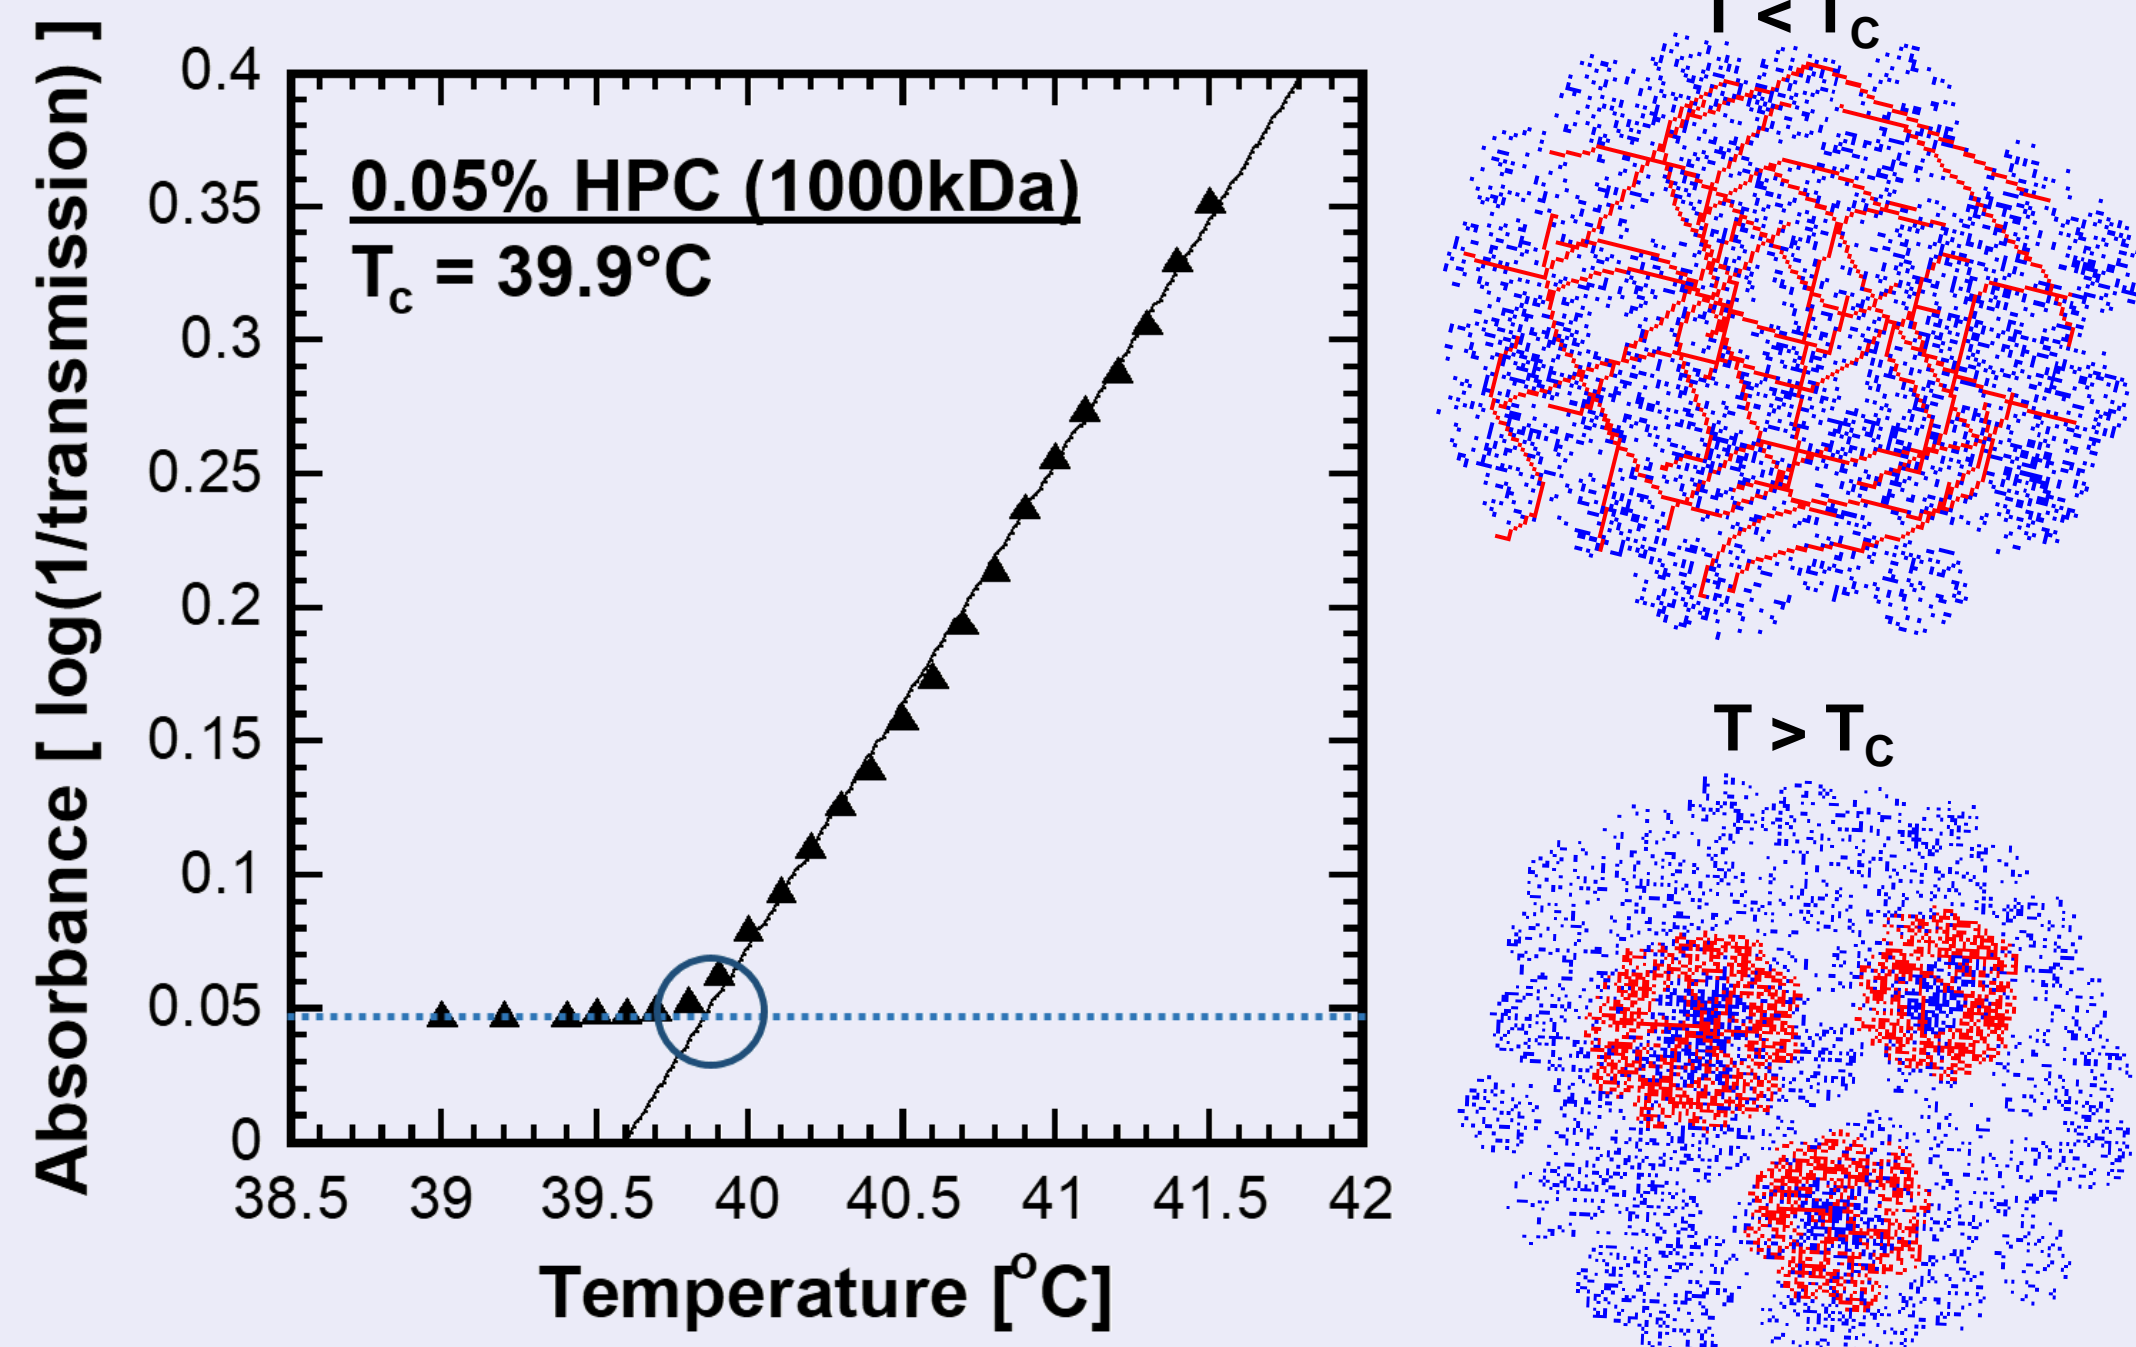 Absorbance [ log(1/transmission) ]
0.4
0.35
0.3
0.25
0.2
0.15
0.1
0.05
0
0.05% HPC (1000kDa)
Tc = 39.9°C
38.5 39 39.5 40 40.5 41 41.5 42
Temperature [°C]
T < TC
T > TC